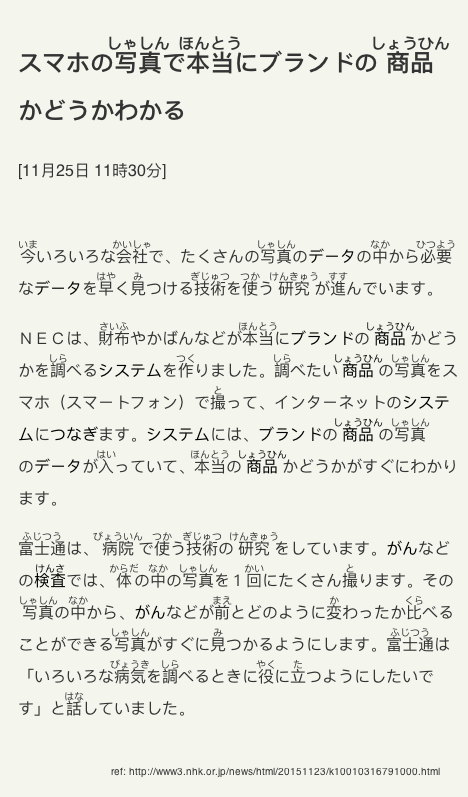 スマホの写真で本当にブランドの商品
かどうかわかる
[11月25日 11時30分]
今いろいろな会社で、たくさんの写真のデータの中から必要
なデータを早く見つける技術を使う研究が進んでいます。
ＮＥＣは、財布やかばんなどが本当にブランドの商品かどう
かを調べるシステムを作りました。調べたい商品の写真をス
マホ（スマートフォン）で撮って、インターネットのシステ
ムにつなぎます。システムには、ブランドの商品の写真
のデータが入っていて、本当の商品かどうかがすぐにわかり
ます。
富士通は、病院で使う技術の研究をしています。がんなど
の検査では、体の中の写真を１回にたくさん撮ります。その
写真の中から、がんなどが前とどのように変わったか比べる
ことができる写真がすぐに見つかるようにします。富士通は
「いろいろな病気を調べるときに役に立つようにしたいで
す」と話していました。
ref: http://www3.nhk.or.jp/news/html/20151123/k10010316791000.html